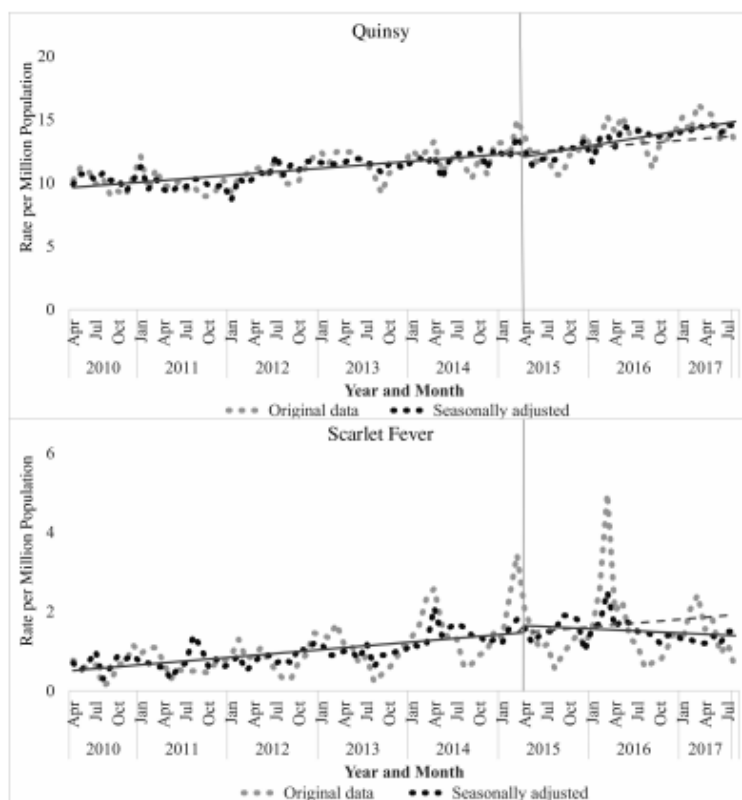 Quinsy
Rate per Million Population
20
15
10
5
0
Apr Jul Oct Jan Apr Jul Oct Jan Apr Jul Oct Jan Apr Jul Oct Jan Apr Jul Oct Jan Apr Jul Oct Jan Apr Jul Oct Jan Apr Jul
2010 2011 2012 2013 2014 2015 2016 2017
Year and Month
Original data Seasonally adjusted
Scarlet Fever
Rate per Million Population
6
4
2
0
Apr Jul Oct Jan Apr Jul Oct Jan Apr Jul Oct Jan Apr Jul Oct Jan Apr Jul Oct Jan Apr Jul Oct Jan Apr Jul Oct Jan Apr Jul
2010 2011 2012 2013 2014 2015 2016 2017
Year and Month
Original data Seasonally adjusted